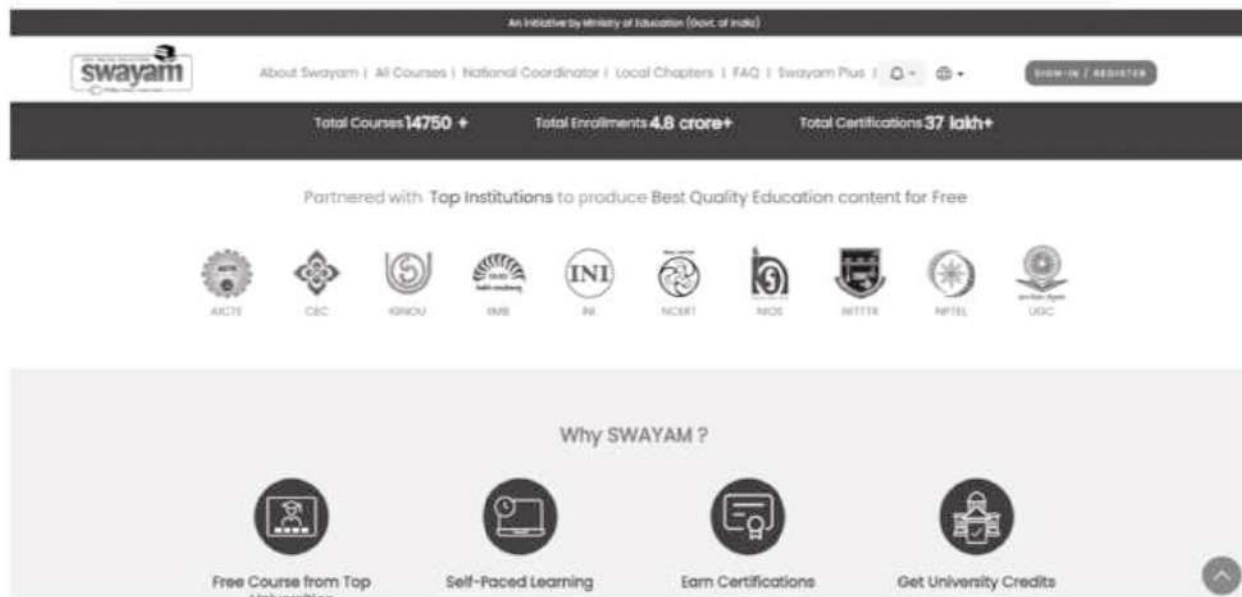 An Initiative by Ministry of Education (Govt. of India)
swayam
About Swayam | All Courses | National Coordinator | Local Chapters | FAQ | Swayam Plus |
SIGN-IN / REGISTER
Total Courses 14750 + Total Enrollments 4.8 crore+ Total Certifications 37 lakh+
Partnered with Top Institutions to produce Best Quality Education content for Free
AICTE CEC IGNOU IIMB INI NCERT NIOS NITTTR NPTEL UGC
Why SWAYAM ?
Free Course from Top Self-Paced Learning Earn Certifications Get University Credits
Universities